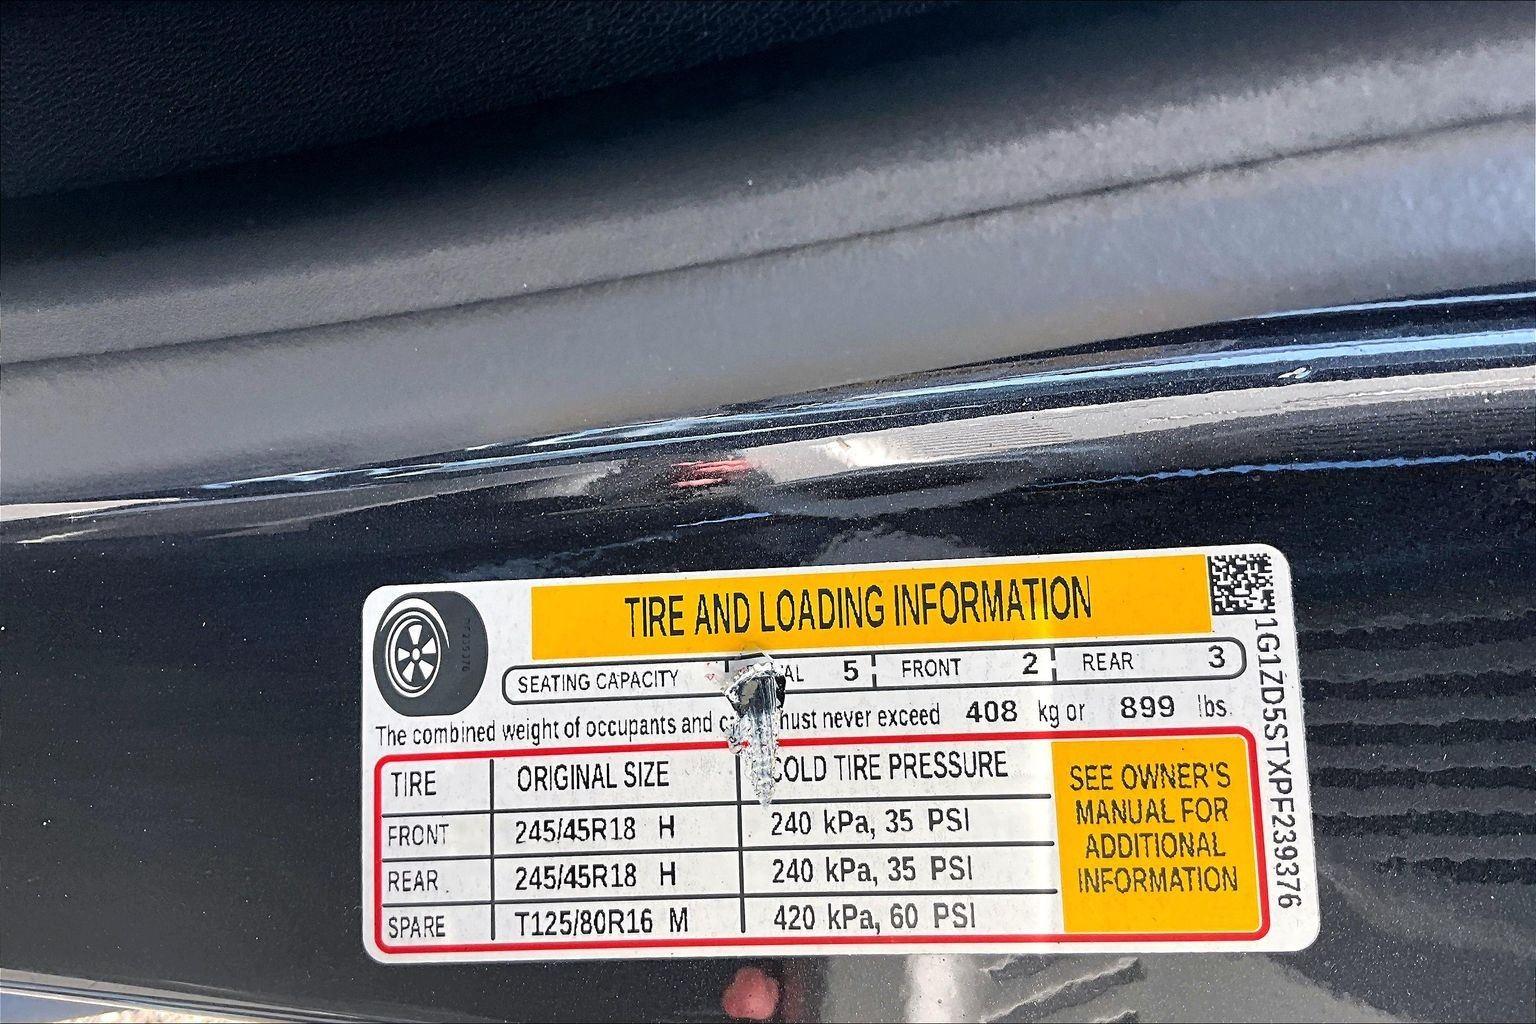 TIRE AND LOADING INFORMATION
SEATING CAPACITY 5 FRONT 2 REAR 3
The combined weight of occupants and must never exceed 408 kg or 899 lbs.
TIRE ORIGINAL SIZE COLD TIRE PRESSURE
FRONT 245/45R18 H 240 kPa, 35 PSI
REAR 245/45R18 H 240 kPa, 35 PSI
SPARE T125/80R16 M 420 kPa, 60 PSI
SEE OWNER'S
MANUAL FOR
ADDITIONAL
INFORMATION
1G1ZD5STXPF239376